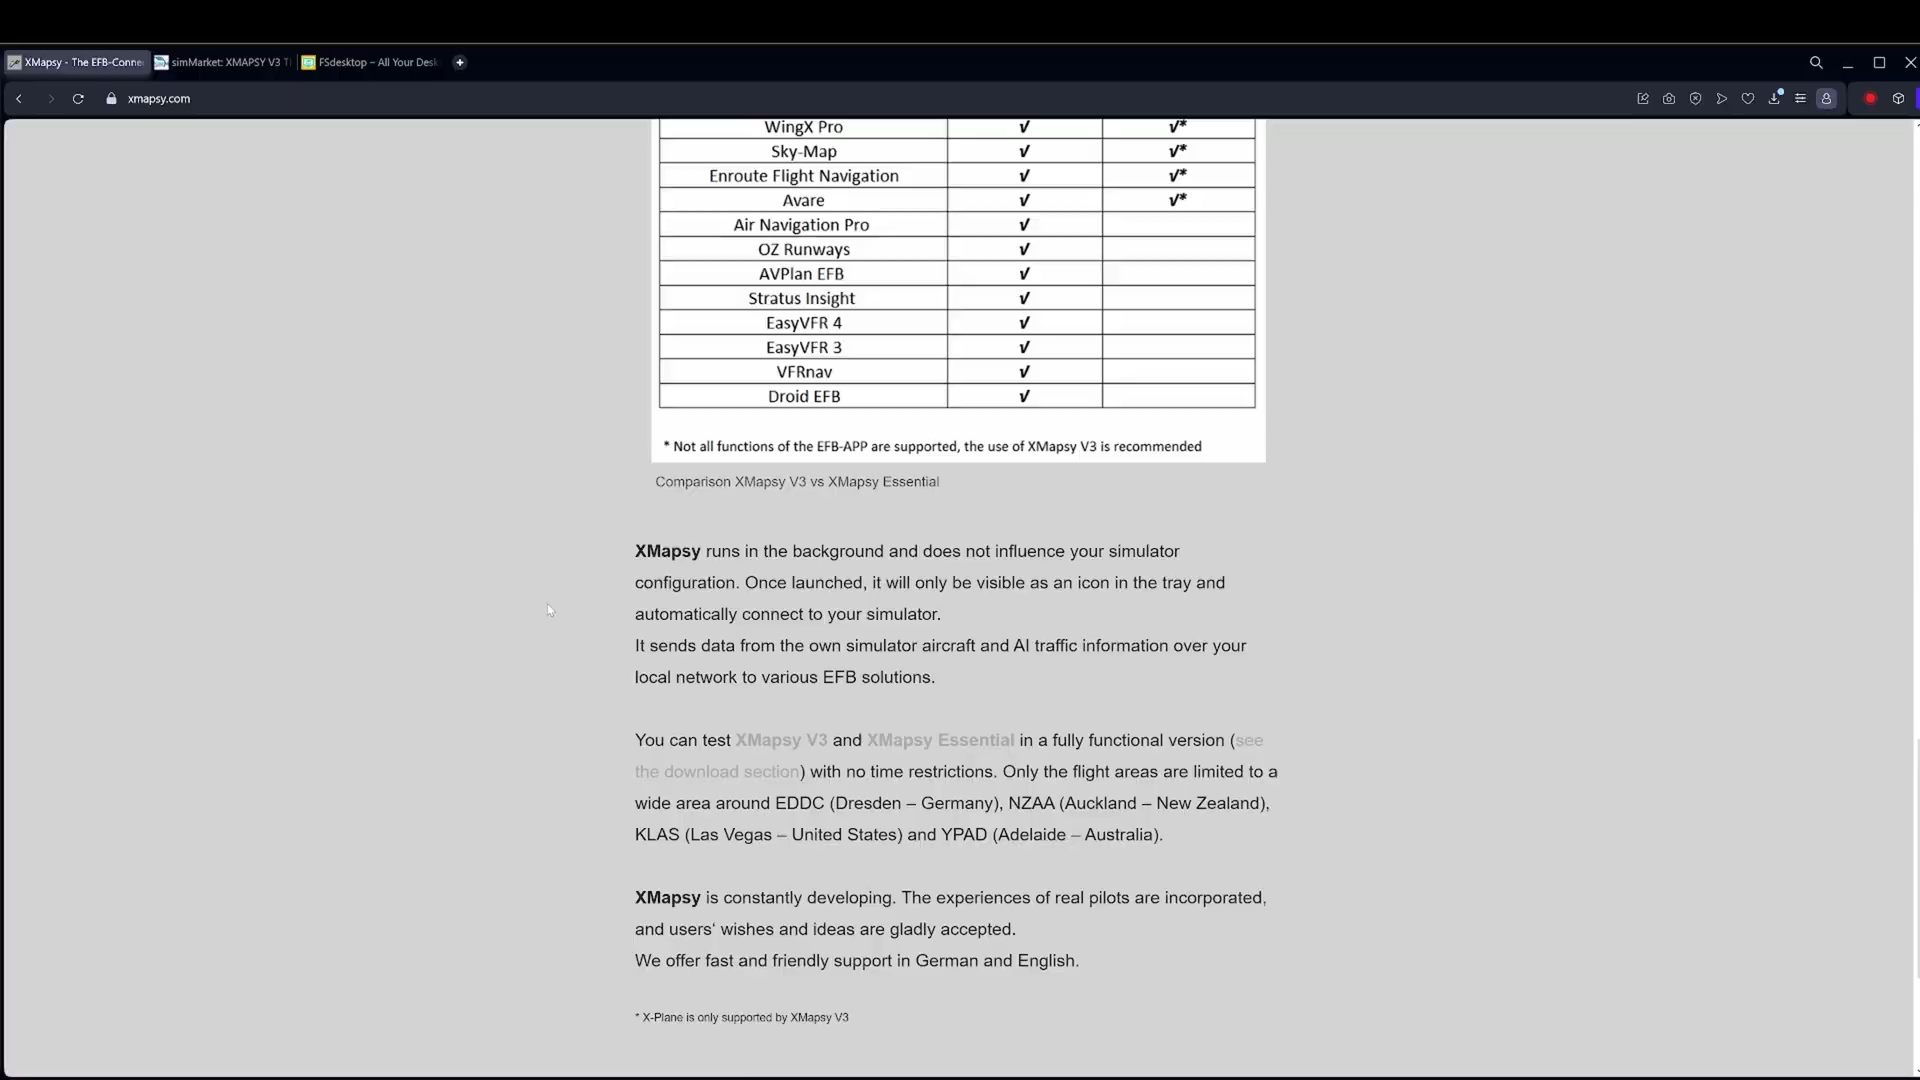 XMapsy - The EFB-Conne
simMarket: XMAPSY V3 T
FSdesktop – All Your Desk
xmapsy.com
WingX Pro √ √*
Sky-Map √ √*
Enroute Flight Navigation √ √*
Avare √ √*
Air Navigation Pro √
OZ Runways √
AVPlan EFB √
Stratus Insight √
EasyVFR 4 √
EasyVFR 3 √
VFRnav √
Droid EFB √
* Not all functions of the EFB-APP are supported, the use of XMapsy V3 is recommended
Comparison XMapsy V3 vs XMapsy Essential
XMapsy runs in the background and does not influence your simulator
configuration. Once launched, it will only be visible as an icon in the tray and
automatically connect to your simulator.
It sends data from the own simulator aircraft and AI traffic information over your
local network to various EFB solutions.
You can test XMapsy V3 and XMapsy Essential in a fully functional version (see
the download section) with no time restrictions. Only the flight areas are limited to a
wide area around EDDC (Dresden – Germany), NZAA (Auckland – New Zealand),
KLAS (Las Vegas – United States) and YPAD (Adelaide – Australia).
XMapsy is constantly developing. The experiences of real pilots are incorporated,
and users‘ wishes and ideas are gladly accepted.
We offer fast and friendly support in German and English.
* X-Plane is only supported by XMapsy V3